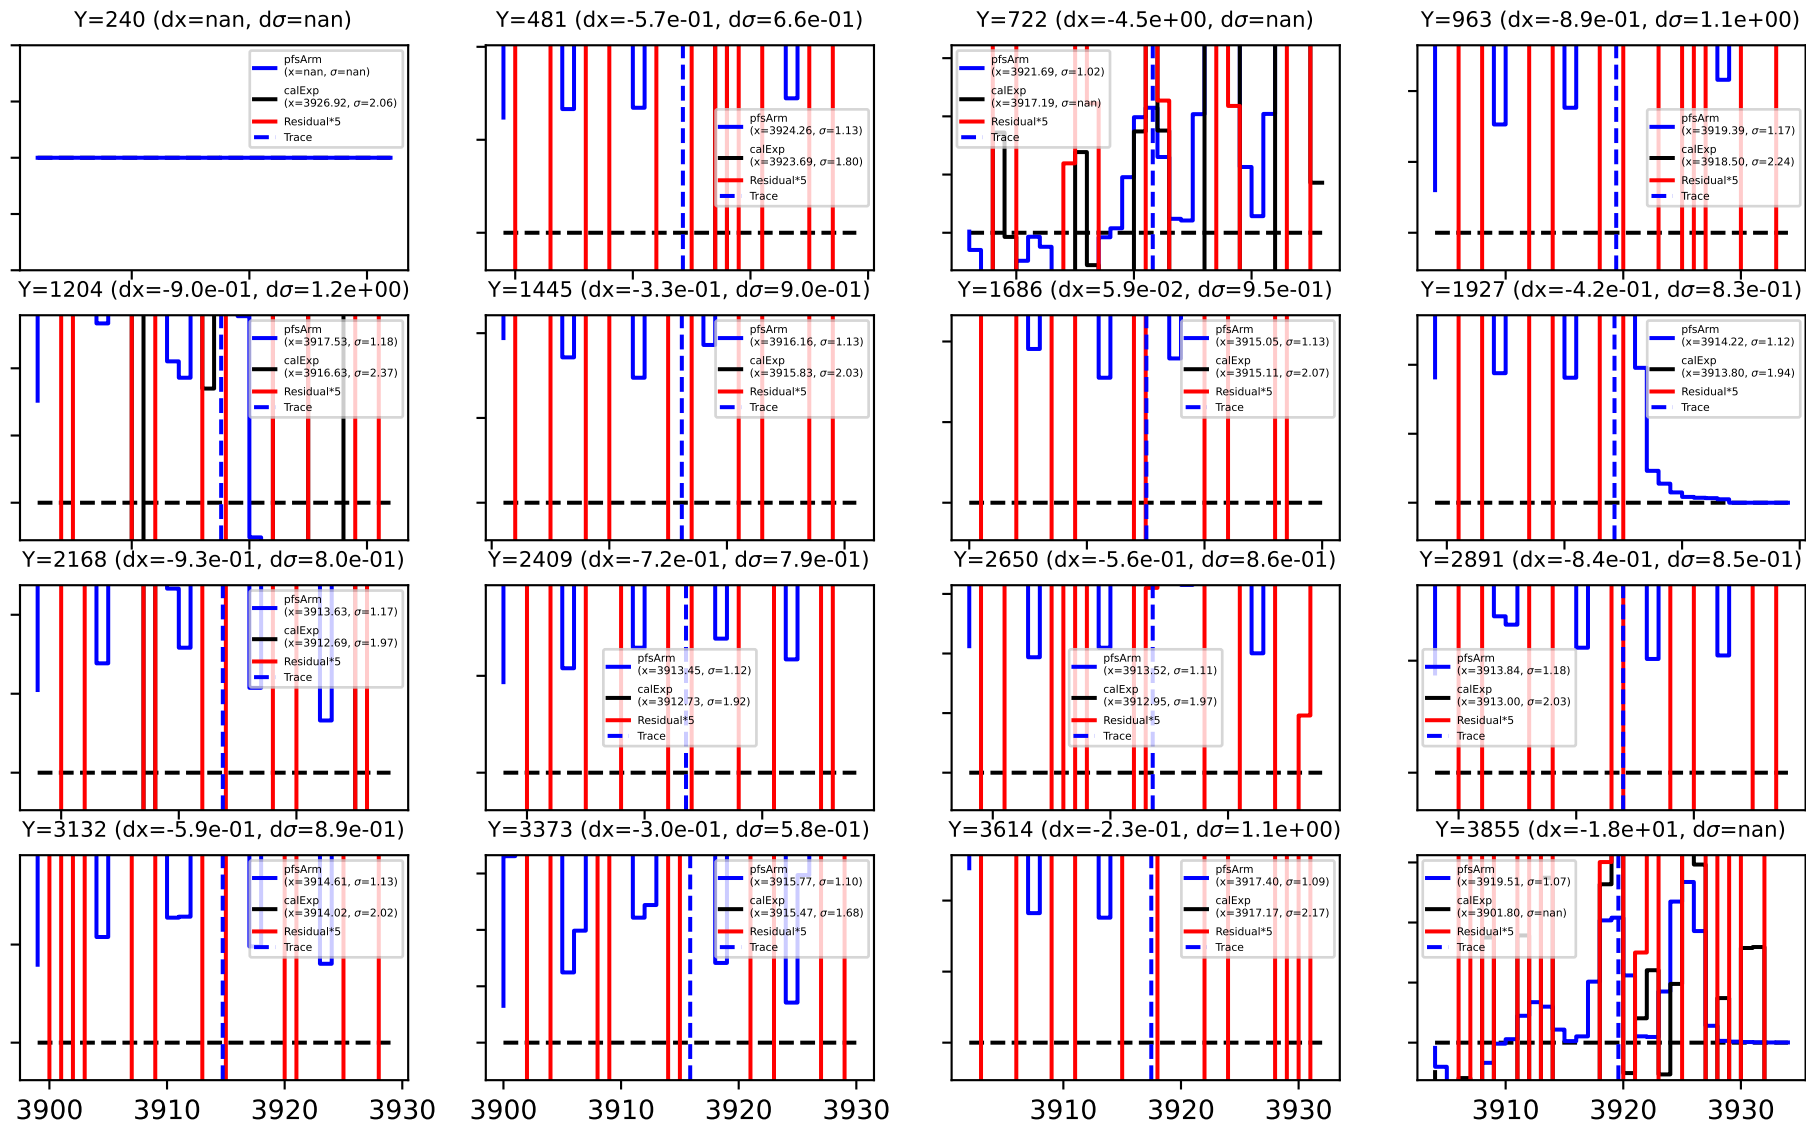 Y=240 (dx=nan, dσ=nan)
pfsArm
(x=nan, σ=nan)
calExp
(x=3926.92, σ=2.06)
Residual*5
Trace
Y=481 (dx=-5.7e-01, dσ=6.6e-01)
pfsArm
(x=3924.26, σ=1.13)
calExp
(x=3923.69, σ=1.80)
Residual*5
Trace
Y=722 (dx=-4.5e+00, dσ=nan)
pfsArm
(x=3921.69, σ=1.02)
calExp
(x=3917.19, σ=nan)
Residual*5
Trace
Y=963 (dx=-8.9e-01, dσ=1.1e+00)
pfsArm
(x=3919.39, σ=1.17)
calExp
(x=3918.50, σ=2.24)
Residual*5
Trace
Y=1204 (dx=-9.0e-01, dσ=1.2e+00)
pfsArm
(x=3917.53, σ=1.18)
calExp
(x=3916.63, σ=2.37)
Residual*5
Trace
Y=1445 (dx=-3.3e-01, dσ=9.0e-01)
pfsArm
(x=3916.16, σ=1.13)
calExp
(x=3915.83, σ=2.03)
Residual*5
Trace
Y=1686 (dx=5.9e-02, dσ=9.5e-01)
pfsArm
(x=3915.05, σ=1.13)
calExp
(x=3915.11, σ=2.07)
Residual*5
Trace
Y=1927 (dx=-4.2e-01, dσ=8.3e-01)
pfsArm
(x=3914.22, σ=1.12)
calExp
(x=3913.80, σ=1.94)
Residual*5
Trace
Y=2168 (dx=-9.3e-01, dσ=8.0e-01)
pfsArm
(x=3913.63, σ=1.17)
calExp
(x=3912.69, σ=1.97)
Residual*5
Trace
Y=2409 (dx=-7.2e-01, dσ=7.9e-01)
pfsArm
(x=3913.45, σ=1.12)
calExp
(x=3912.73, σ=1.92)
Residual*5
Trace
Y=2650 (dx=-5.6e-01, dσ=8.6e-01)
pfsArm
(x=3913.52, σ=1.11)
calExp
(x=3912.95, σ=1.97)
Residual*5
Trace
Y=2891 (dx=-8.4e-01, dσ=8.5e-01)
pfsArm
(x=3913.84, σ=1.18)
calExp
(x=3913.00, σ=2.03)
Residual*5
Trace
Y=3132 (dx=-5.9e-01, dσ=8.9e-01)
pfsArm
(x=3914.61, σ=1.13)
calExp
(x=3914.02, σ=2.02)
Residual*5
Trace
Y=3373 (dx=-3.0e-01, dσ=5.8e-01)
pfsArm
(x=3915.77, σ=1.10)
calExp
(x=3915.47, σ=1.68)
Residual*5
Trace
Y=3614 (dx=-2.3e-01, dσ=1.1e+00)
pfsArm
(x=3917.40, σ=1.09)
calExp
(x=3917.17, σ=2.17)
Residual*5
Trace
Y=3855 (dx=-1.8e+01, dσ=nan)
pfsArm
(x=3919.51, σ=1.07)
calExp
(x=3901.80, σ=nan)
Residual*5
Trace
3900 3910 3920 3930
3900 3910 3920 3930
3910 3920 3930
3910 3920 3930